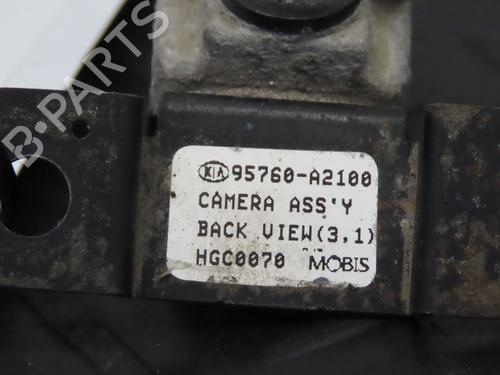 B-PARTS
KIA 95760-A2100
CAMERA ASS'Y
BACK VIEW(3,1)
HGC0070 MOBIS